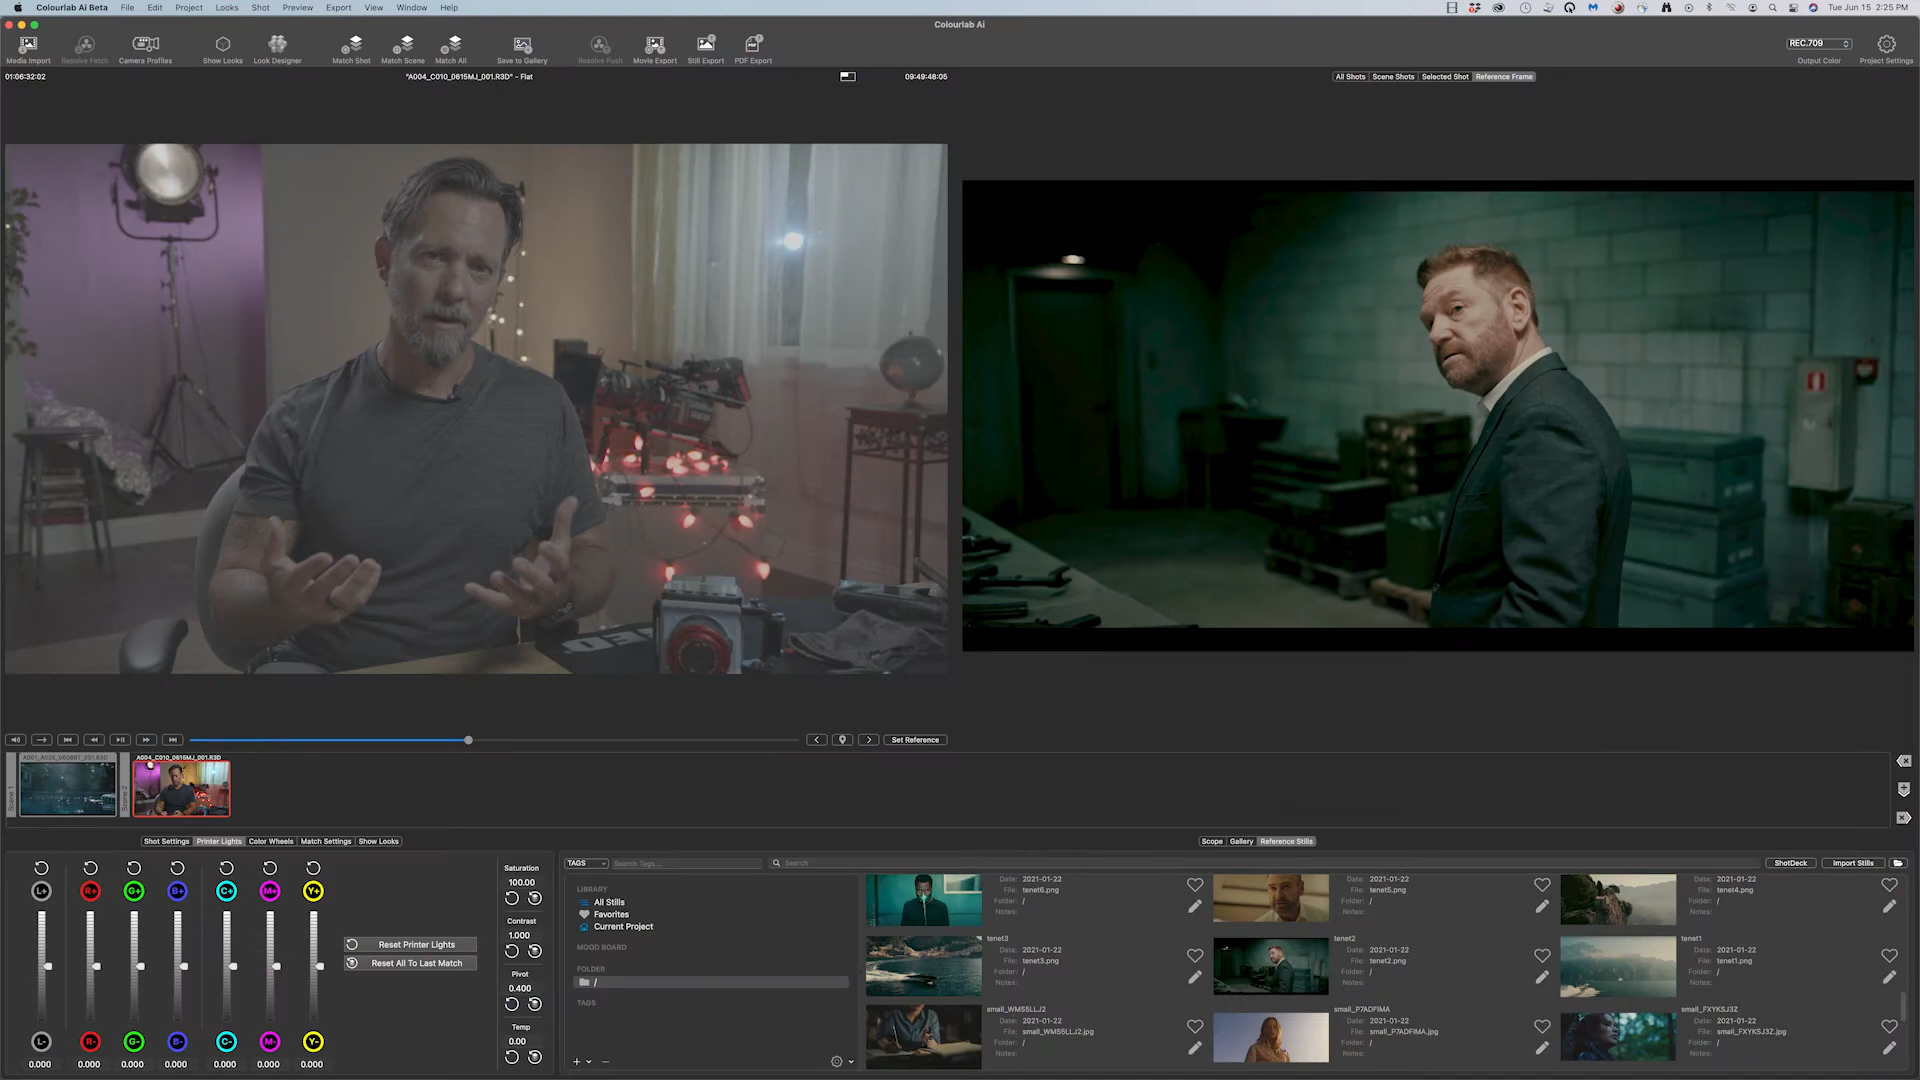 Colourlab Ai Beta File Edit Project Looks Shot Preview Export View Window Help Tue Jun 15 2:25 PM
Colourlab Ai
Media Import Resolve Fetch Camera Profiles Show Looks Look Designer Match Shot Match Scene Match All Save to Gallery Resolve Push Movie Export Still Export PDF Export REC.709 Output Color Project Settings
01:06:32:02 "A004_C010_0615MJ_001.R3D" - Flat 09:49:48:05 All Shots Scene Shots Selected Shot Reference Frame
Set Reference
A004_C010_0615MJ_001.R3D
Scene 1
Scene 2
Shot Settings Printer Lights Color Wheels Match Settings Show Looks Scope Gallery Reference Stills
L+ R+ G+ B+ C+ M+ Y+
L- R- G- B- C- M- Y-
0.000 0.000 0.000 0.000 0.000 0.000 0.000
Reset Printer Lights
Reset All To Last Match
Saturation
100.00
Contrast
1.000
Pivot
0.400
Temp
0.00
TAGS Search Tags... Search ShotDeck Import Stills
LIBRARY
All Stills
Favorites
Current Project
MOOD BOARD
FOLDER
/
TAGS
Date: 2021-01-22
File: tenet6.png
Folder: /
Notes:
Date: 2021-01-22
File: tenet5.png
Folder: /
Notes:
Date: 2021-01-22
File: tenet4.png
Folder: /
Notes:
tenet3
Date: 2021-01-22
File: tenet3.png
Folder: /
Notes:
tenet2
Date: 2021-01-22
File: tenet2.png
Folder: /
Notes:
tenet1
Date: 2021-01-22
File: tenet1.png
Folder: /
Notes:
small_WMS5LLJ2
Date: 2021-01-22
File: small_WMS5LLJ2.jpg
Folder: /
Notes:
small_P7ADFIMA
Date: 2021-01-22
File: small_P7ADFIMA.jpg
Folder: /
Notes:
small_FXYKSJ3Z
Date: 2021-01-22
File: small_FXYKSJ3Z.jpg
Folder: /
Notes: